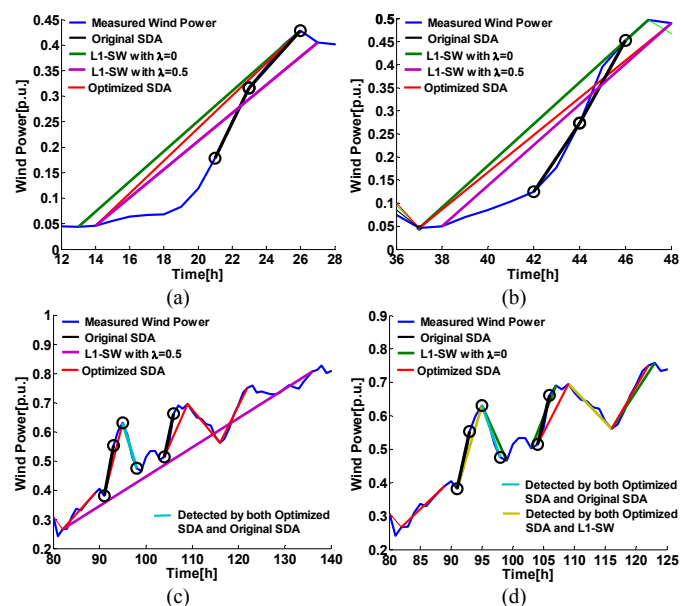 0.45
0.4
0.35
0.3
0.25
0.2
0.15
0.1
0.05
0
Wind Power[p.u.]
Measured Wind Power
Original SDA
L1-SW with λ=0
L1-SW with λ=0.5
Optimized SDA
12 14 16 18 20 22 24 26 28
Time[h]
(a)
0.5
0.45
0.4
0.35
0.3
0.25
0.2
0.15
0.1
0.05
0
Wind Power[p.u.]
Measured Wind Power
Original SDA
L1-SW with λ=0
L1-SW with λ=0.5
Optimized SDA
36 38 40 42 44 46 48
Time[h]
(b)
1
0.9
0.8
0.7
0.6
0.5
0.4
0.3
0.2
Wind Power[p.u.]
Measured Wind Power
Original SDA
L1-SW with λ=0.5
Optimized SDA
Detected by both Optimized
SDA and Original SDA
80 90 100 110 120 130 140
Time[h]
(c)
0.9
0.8
0.7
0.6
0.5
0.4
0.3
0.2
Wind Power[p.u.]
Measured Wind Power
Original SDA
L1-SW with λ=0
Optimized SDA
Detected by both Optimized
SDA and Original SDA
Detected by both Optimized
SDA and L1-SW
80 85 90 95 100 105 110 115 120 125
Time[h]
(d)